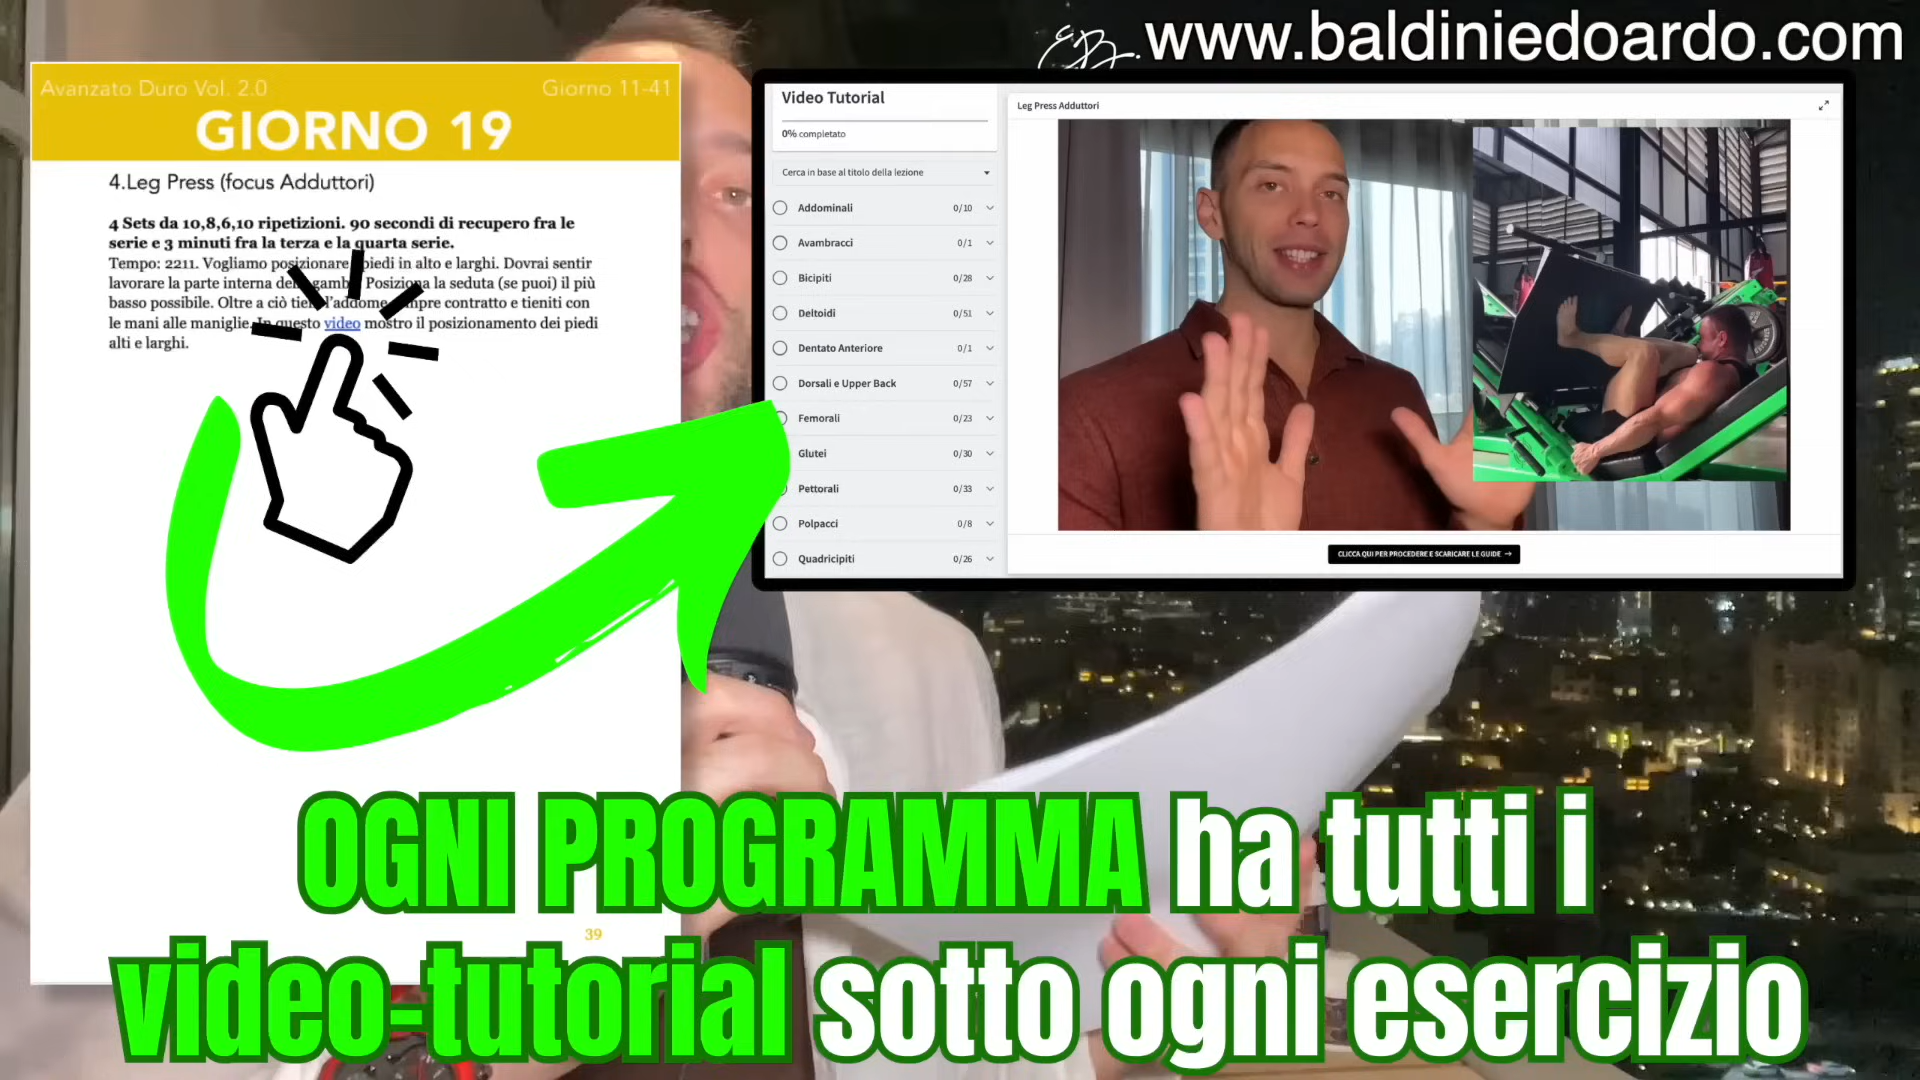 www.baldiniedoardo.com
Avanzato Duro Vol. 2.0
Giorno 11-41
GIORNO 19
4.Leg Press (focus Adduttori)
4 Sets da 10,8,6,10 ripetizioni. 90 secondi di recupero fra le
serie e 3 minuti fra la terza e la quarta serie.
Tempo: 2211. Vogliamo posizionare piedi in alto e larghi. Dovrai sentir
lavorare la parte interna Posiziona la seduta (se puoi) il più
basso possibile. Oltre a ciò l'addome contratto e tieniti con
le mani alle maniglie. In questo video mostro il posizionamento dei piedi
alti e larghi.
39
Video Tutorial
0% completato
Cerca in base al titolo della lezione
Addominali 0/10
Avambracci 0/1
Bicipiti 0/28
Deltoidi 0/51
Dentato Anteriore 0/1
Dorsali e Upper Back 0/57
Femorali 0/23
Glutei 0/30
Pettorali 0/33
Polpacci 0/8
Quadricipiti 0/26
Leg Press Adduttori
CLICCA QUI PER PROCEDERE E SCARICARE LE GUIDE →
OGNI PROGRAMMA ha tutti i
video-tutorial sotto ogni esercizio